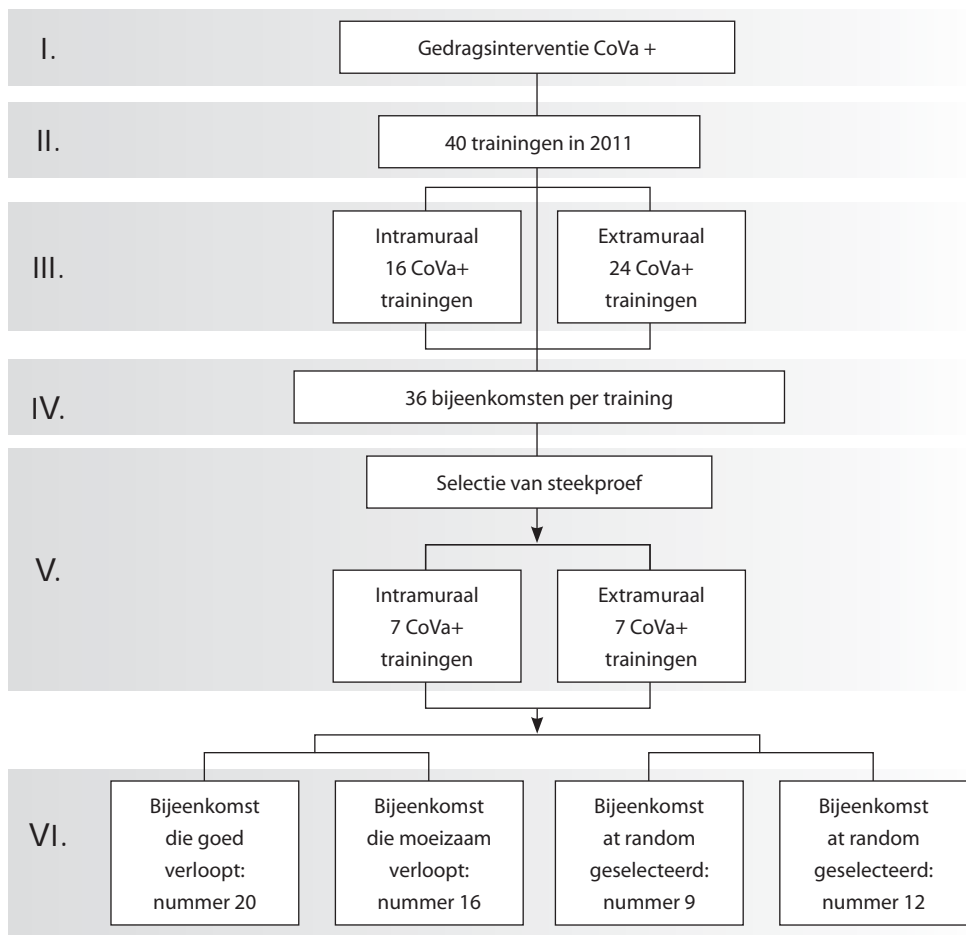 I.
Gedragsinterventie CoVa +
II.
40 trainingen in 2011
III.
Intramuraal
16 CoVa+
trainingen
Extramuraal
24 CoVa+
trainingen
IV.
36 bijeenkomsten per training
V.
Selectie van steekproef
Intramuraal
7 CoVa+
trainingen
Extramuraal
7 CoVa+
trainingen
VI.
Bijeenkomst
die goed
verloopt:
nummer 20
Bijeenkomst
die moeizaam
verloopt:
nummer 16
Bijeenkomst
at random
geselecteerd:
nummer 9
Bijeenkomst
at random
geselecteerd:
nummer 12